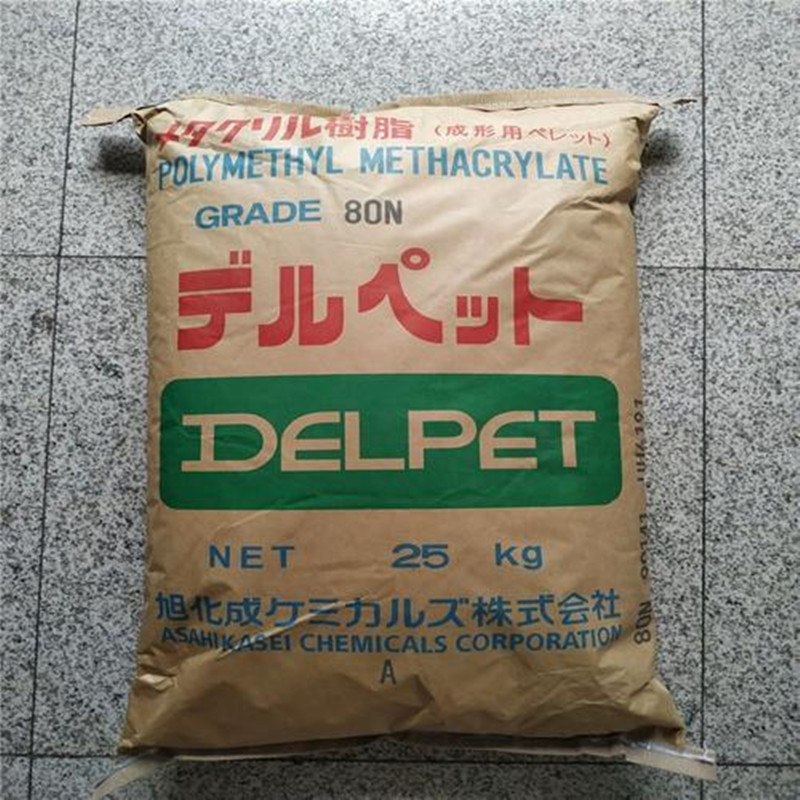 メタクリル樹脂 (成形用ペレット)
POLYMETHYL METHACRYLATE
GRADE 80N
デルペット
DELPET
NET 25 kg
旭化成ケミカルズ株式会社
ASAHI KASEI CHEMICALS CORPORATION
A
80N